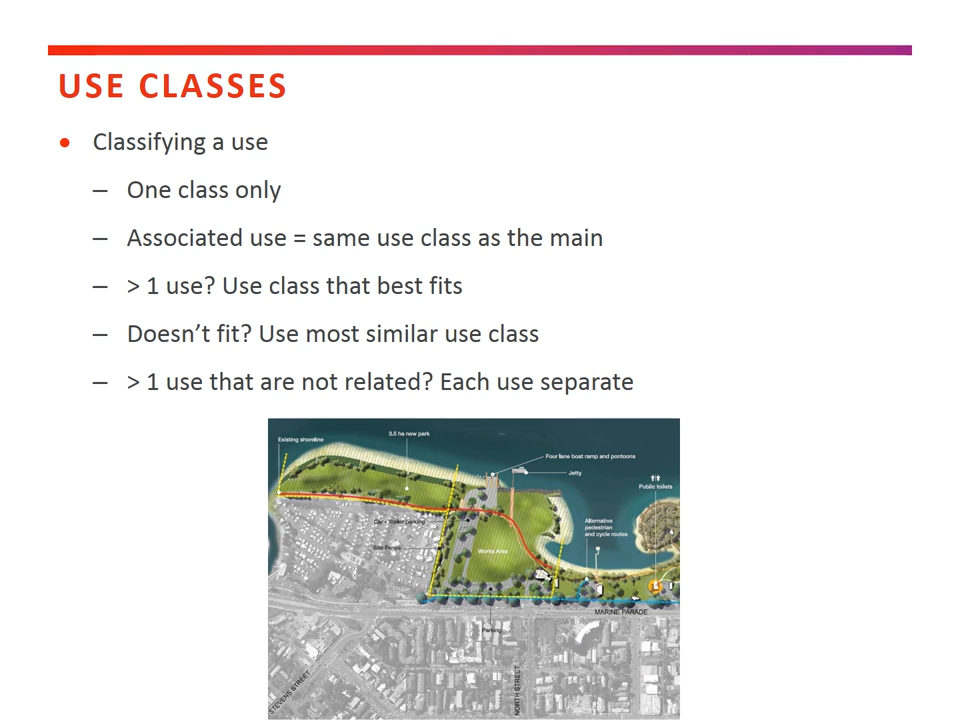 USE CLASSES
• Classifying a use
– One class only
– Associated use = same use class as the main
– > 1 use? Use class that best fits
– Doesn't fit? Use most similar use class
– > 1 use that are not related? Each use separate
3.5 ha new park
Existing shoreline
Four lane boat ramp and pontoons
Jetty
Public toilets
Car + Trailer parking
Alternative
pedestrian
and cycle routes
Site Fence
Works Area
MARINE PARADE
Parking
STEVENS STREET
NORTH STREET